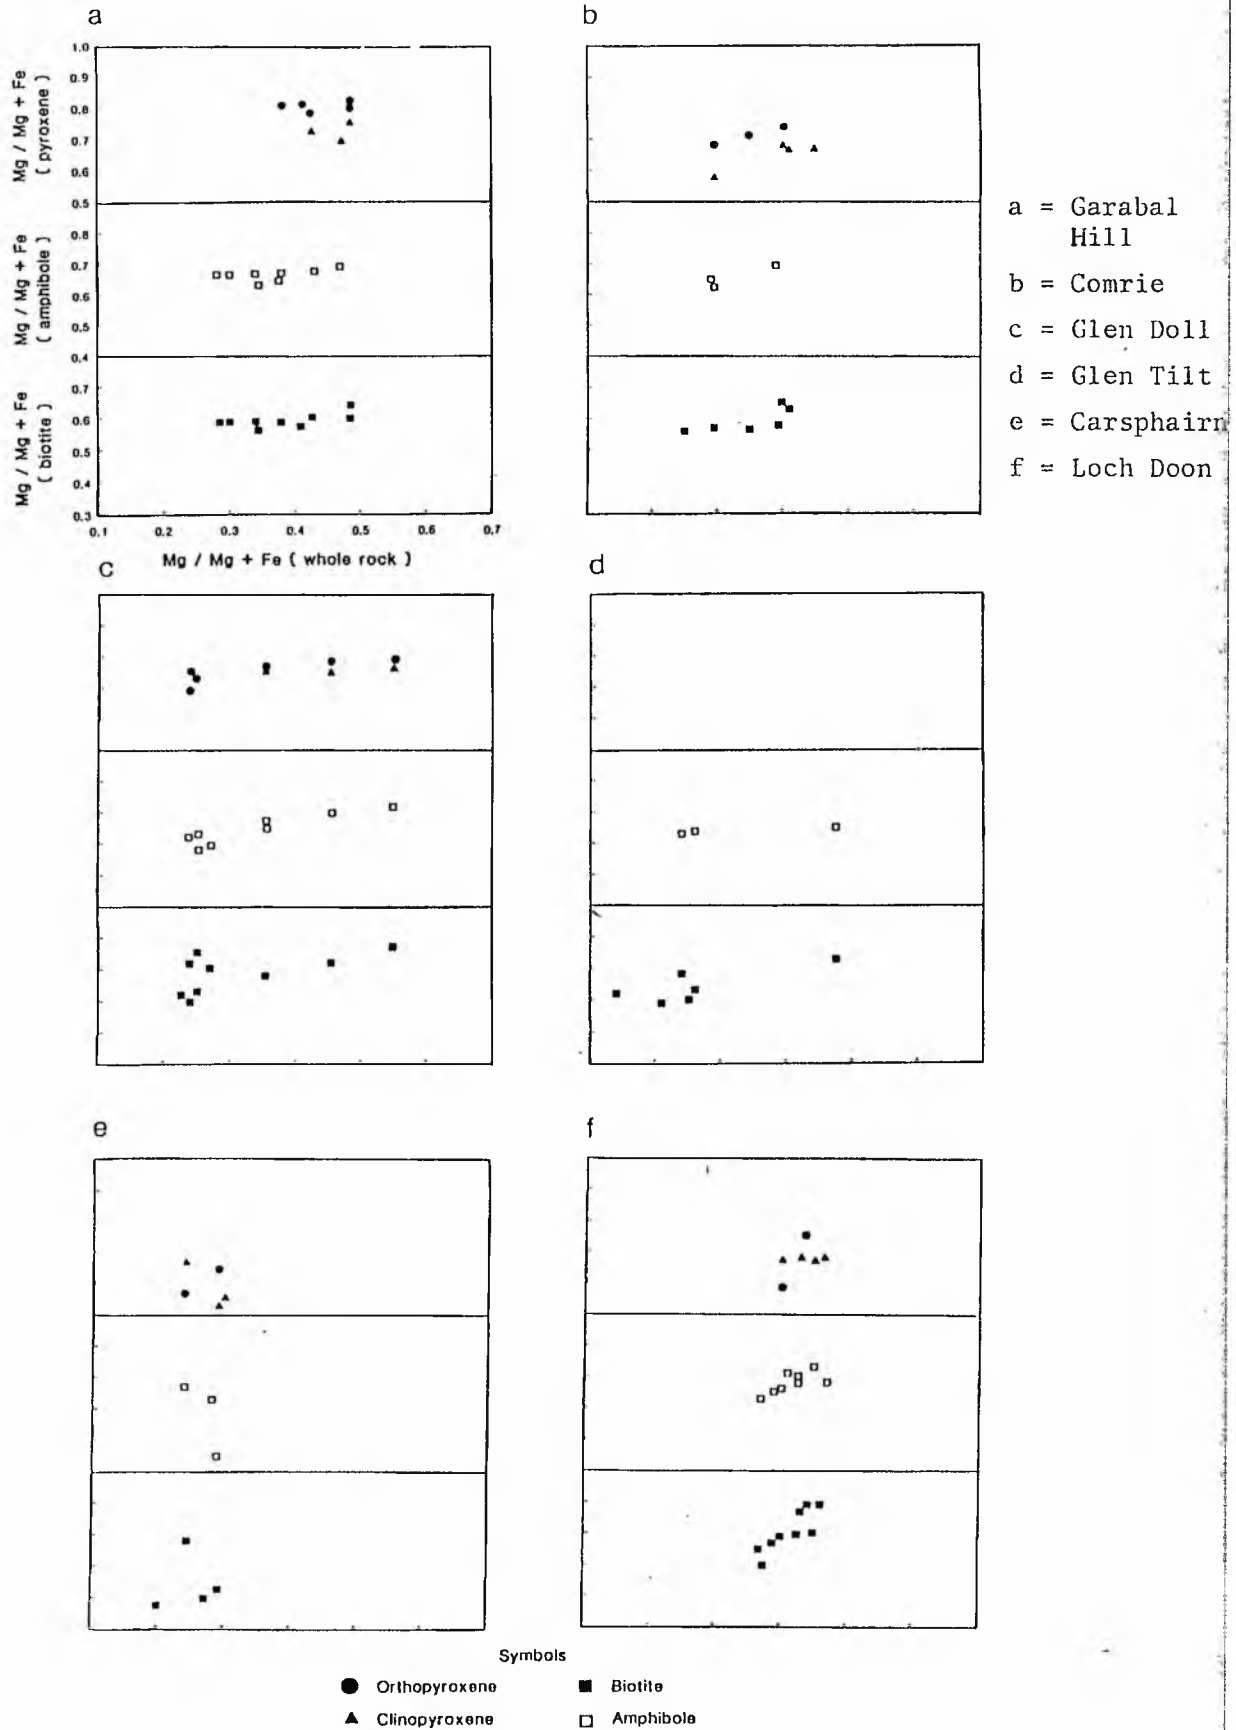 a
b
Mg / Mg + Fe
( pyroxene )
1.0
0.9
0.8
0.7
0.6
0.5
Mg / Mg + Fe
( amphibole )
0.8
0.7
0.6
0.5
0.4
Mg / Mg + Fe
( biotite )
0.7
0.6
0.5
0.4
0.3
0.1 0.2 0.3 0.4 0.5 0.6 0.7
Mg / Mg + Fe ( whole rock )
a = Garabal
Hill
b = Comrie
c = Glen Doll
d = Glen Tilt
e = Carsphairn
f = Loch Doon
c
d
e
f
Symbols
Orthopyroxene
Biotite
Clinopyroxene
Amphibole